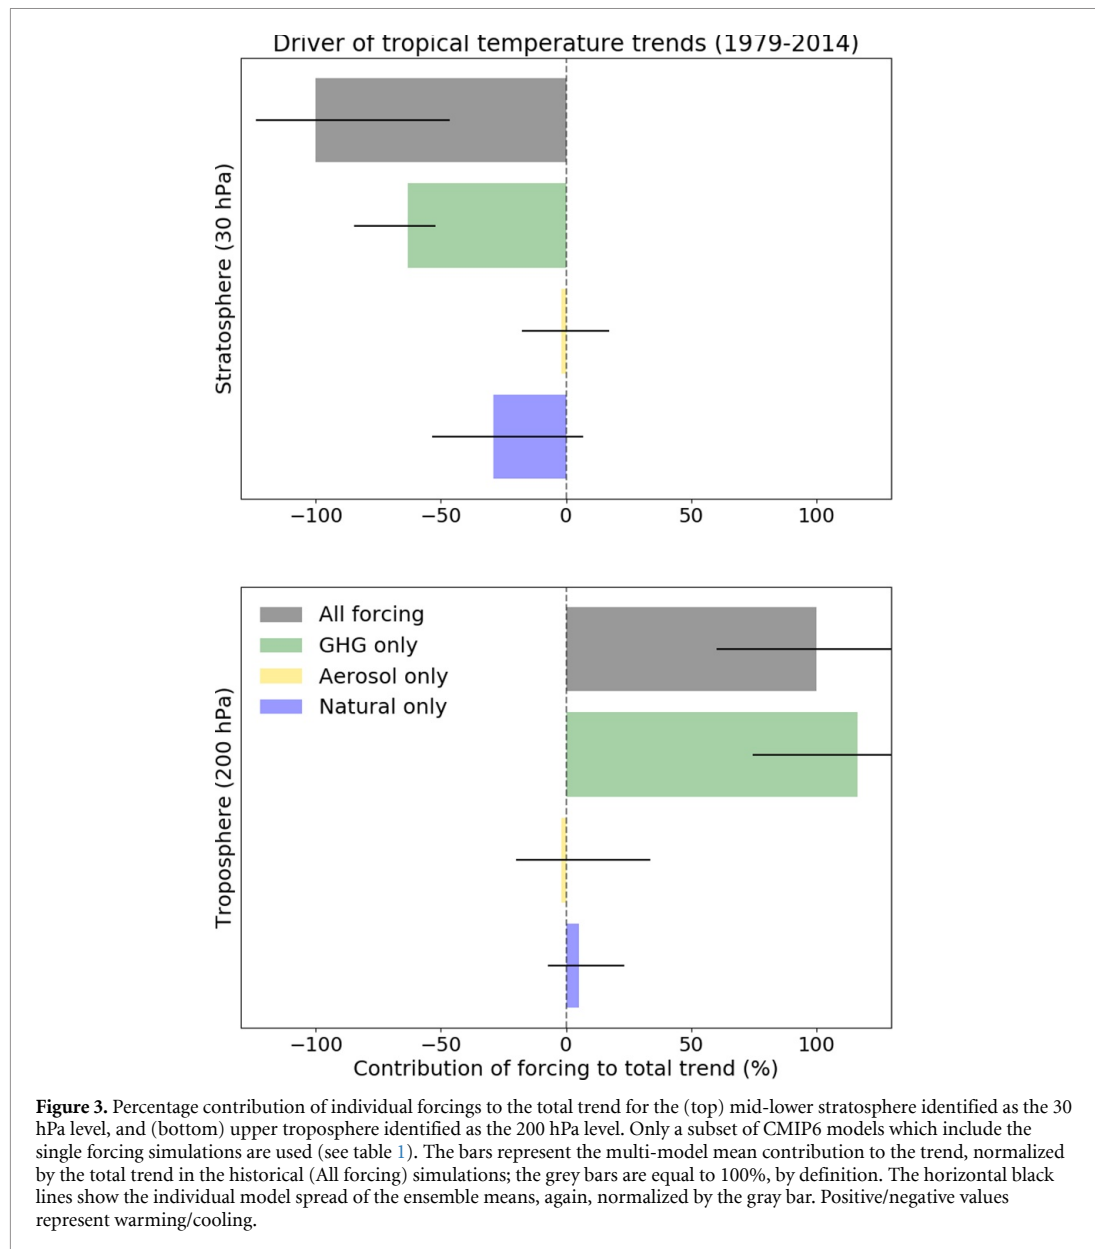 Driver of tropical temperature trends (1979-2014)
Stratosphere (30 hPa)
−100 −50 0 50 100
All forcing
GHG only
Aerosol only
Natural only
Troposphere (200 hPa)
−100 −50 0 50 100
Contribution of forcing to total trend (%)
Figure 3. Percentage contribution of individual forcings to the total trend for the (top) mid-lower stratosphere identified as the 30
hPa level, and (bottom) upper troposphere identified as the 200 hPa level. Only a subset of CMIP6 models which include the
single forcing simulations are used (see table 1). The bars represent the multi-model mean contribution to the trend, normalized
by the total trend in the historical (All forcing) simulations; the grey bars are equal to 100%, by definition. The horizontal black
lines show the individual model spread of the ensemble means, again, normalized by the gray bar. Positive/negative values
represent warming/cooling.